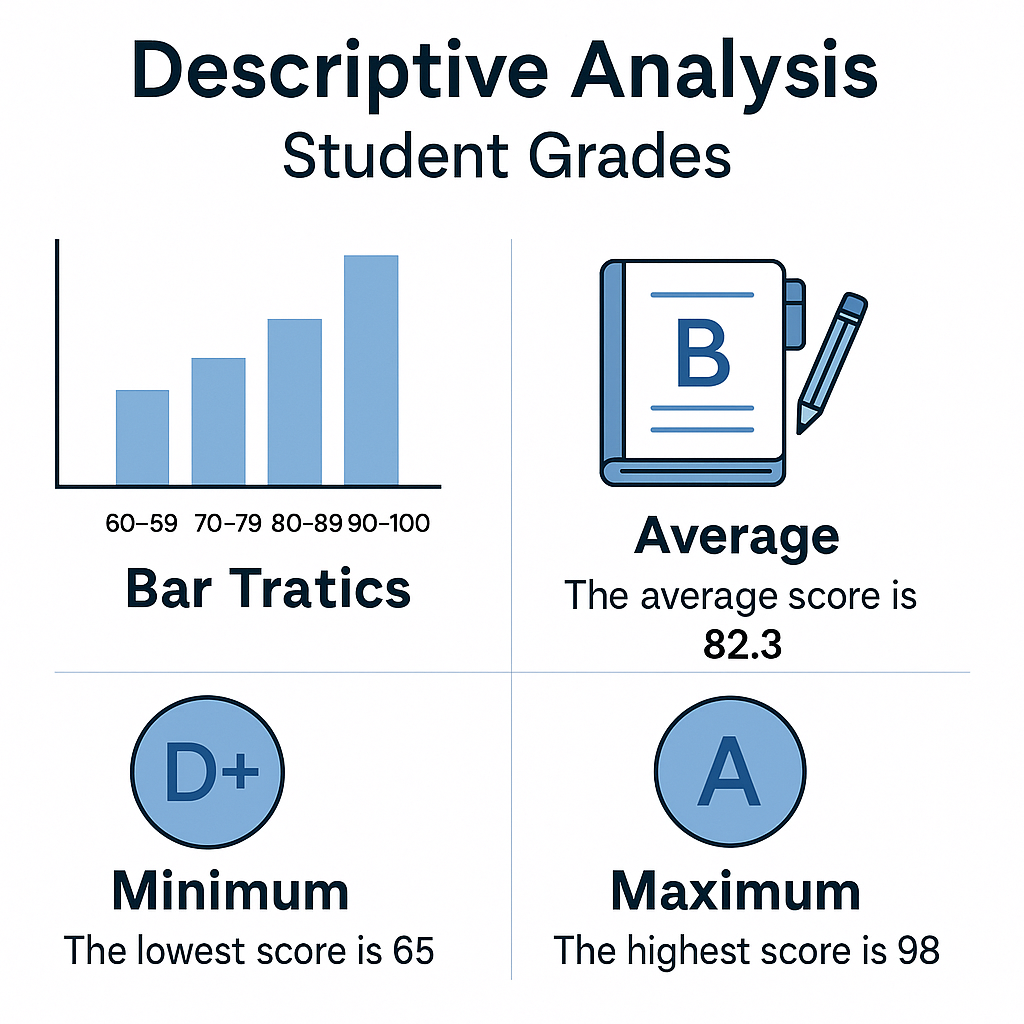 Descriptive Analysis
Student Grades
60–59 70–79 80–89 90–100
Bar Tratics
B
Average
The average score is
82.3
D+
Minimum
The lowest score is 65
A
Maximum
The highest score is 98